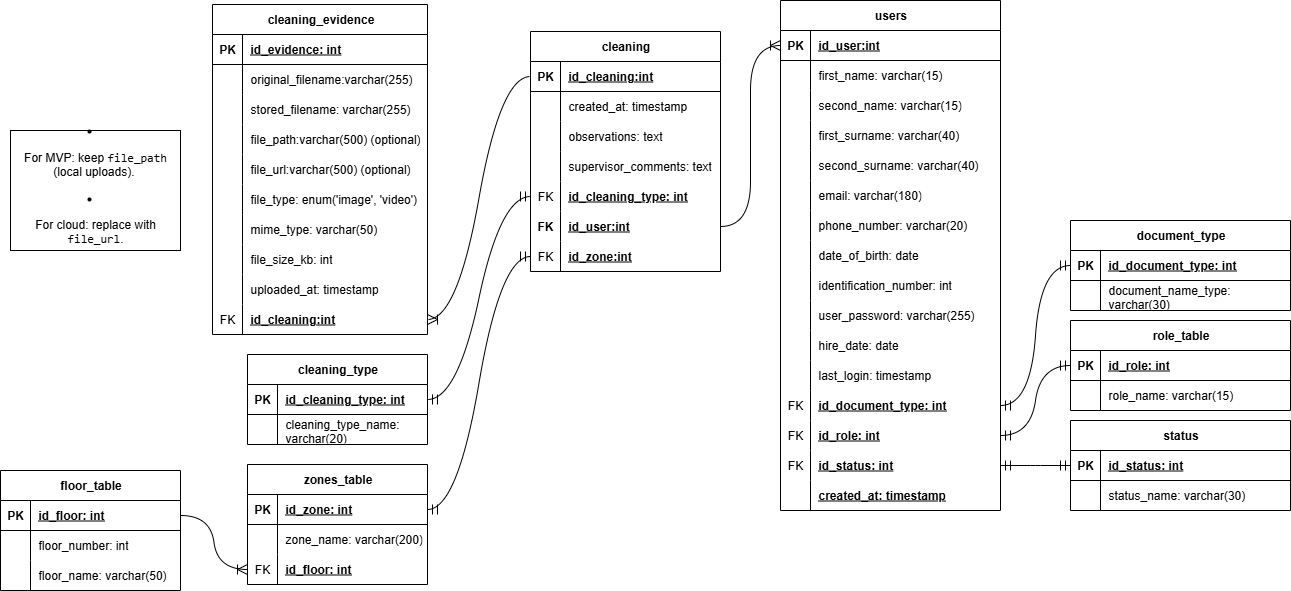 cleaning_evidence
PK id_evidence: int
original_filename:varchar(255)
stored_filename: varchar(255)
file_path:varchar(500) (optional)
file_url:varchar(500) (optional)
file_type: enum('image', 'video')
mime_type: varchar(50)
file_size_kb: int
uploaded_at: timestamp
FK id_cleaning:int
• For MVP: keep file_path
(local uploads).
• For cloud: replace with
file_url.
cleaning
PK id_cleaning:int
created_at: timestamp
observations: text
supervisor_comments: text
FK id_cleaning_type: int
FK id_user:int
FK id_zone:int
users
PK id_user:int
first_name: varchar(15)
second_name: varchar(15)
first_surname: varchar(40)
second_surname: varchar(40)
email: varchar(180)
phone_number: varchar(20)
date_of_birth: date
identification_number: int
user_password: varchar(255)
hire_date: date
last_login: timestamp
FK id_document_type: int
FK id_role: int
FK id_status: int
created_at: timestamp
document_type
PK id_document_type: int
document_name_type:
varchar(30)
role_table
PK id_role: int
role_name: varchar(15)
status
PK id_status: int
status_name: varchar(30)
cleaning_type
PK id_cleaning_type: int
cleaning_type_name:
varchar(20)
zones_table
PK id_zone: int
zone_name: varchar(200)
FK id_floor: int
floor_table
PK id_floor: int
floor_number: int
floor_name: varchar(50)